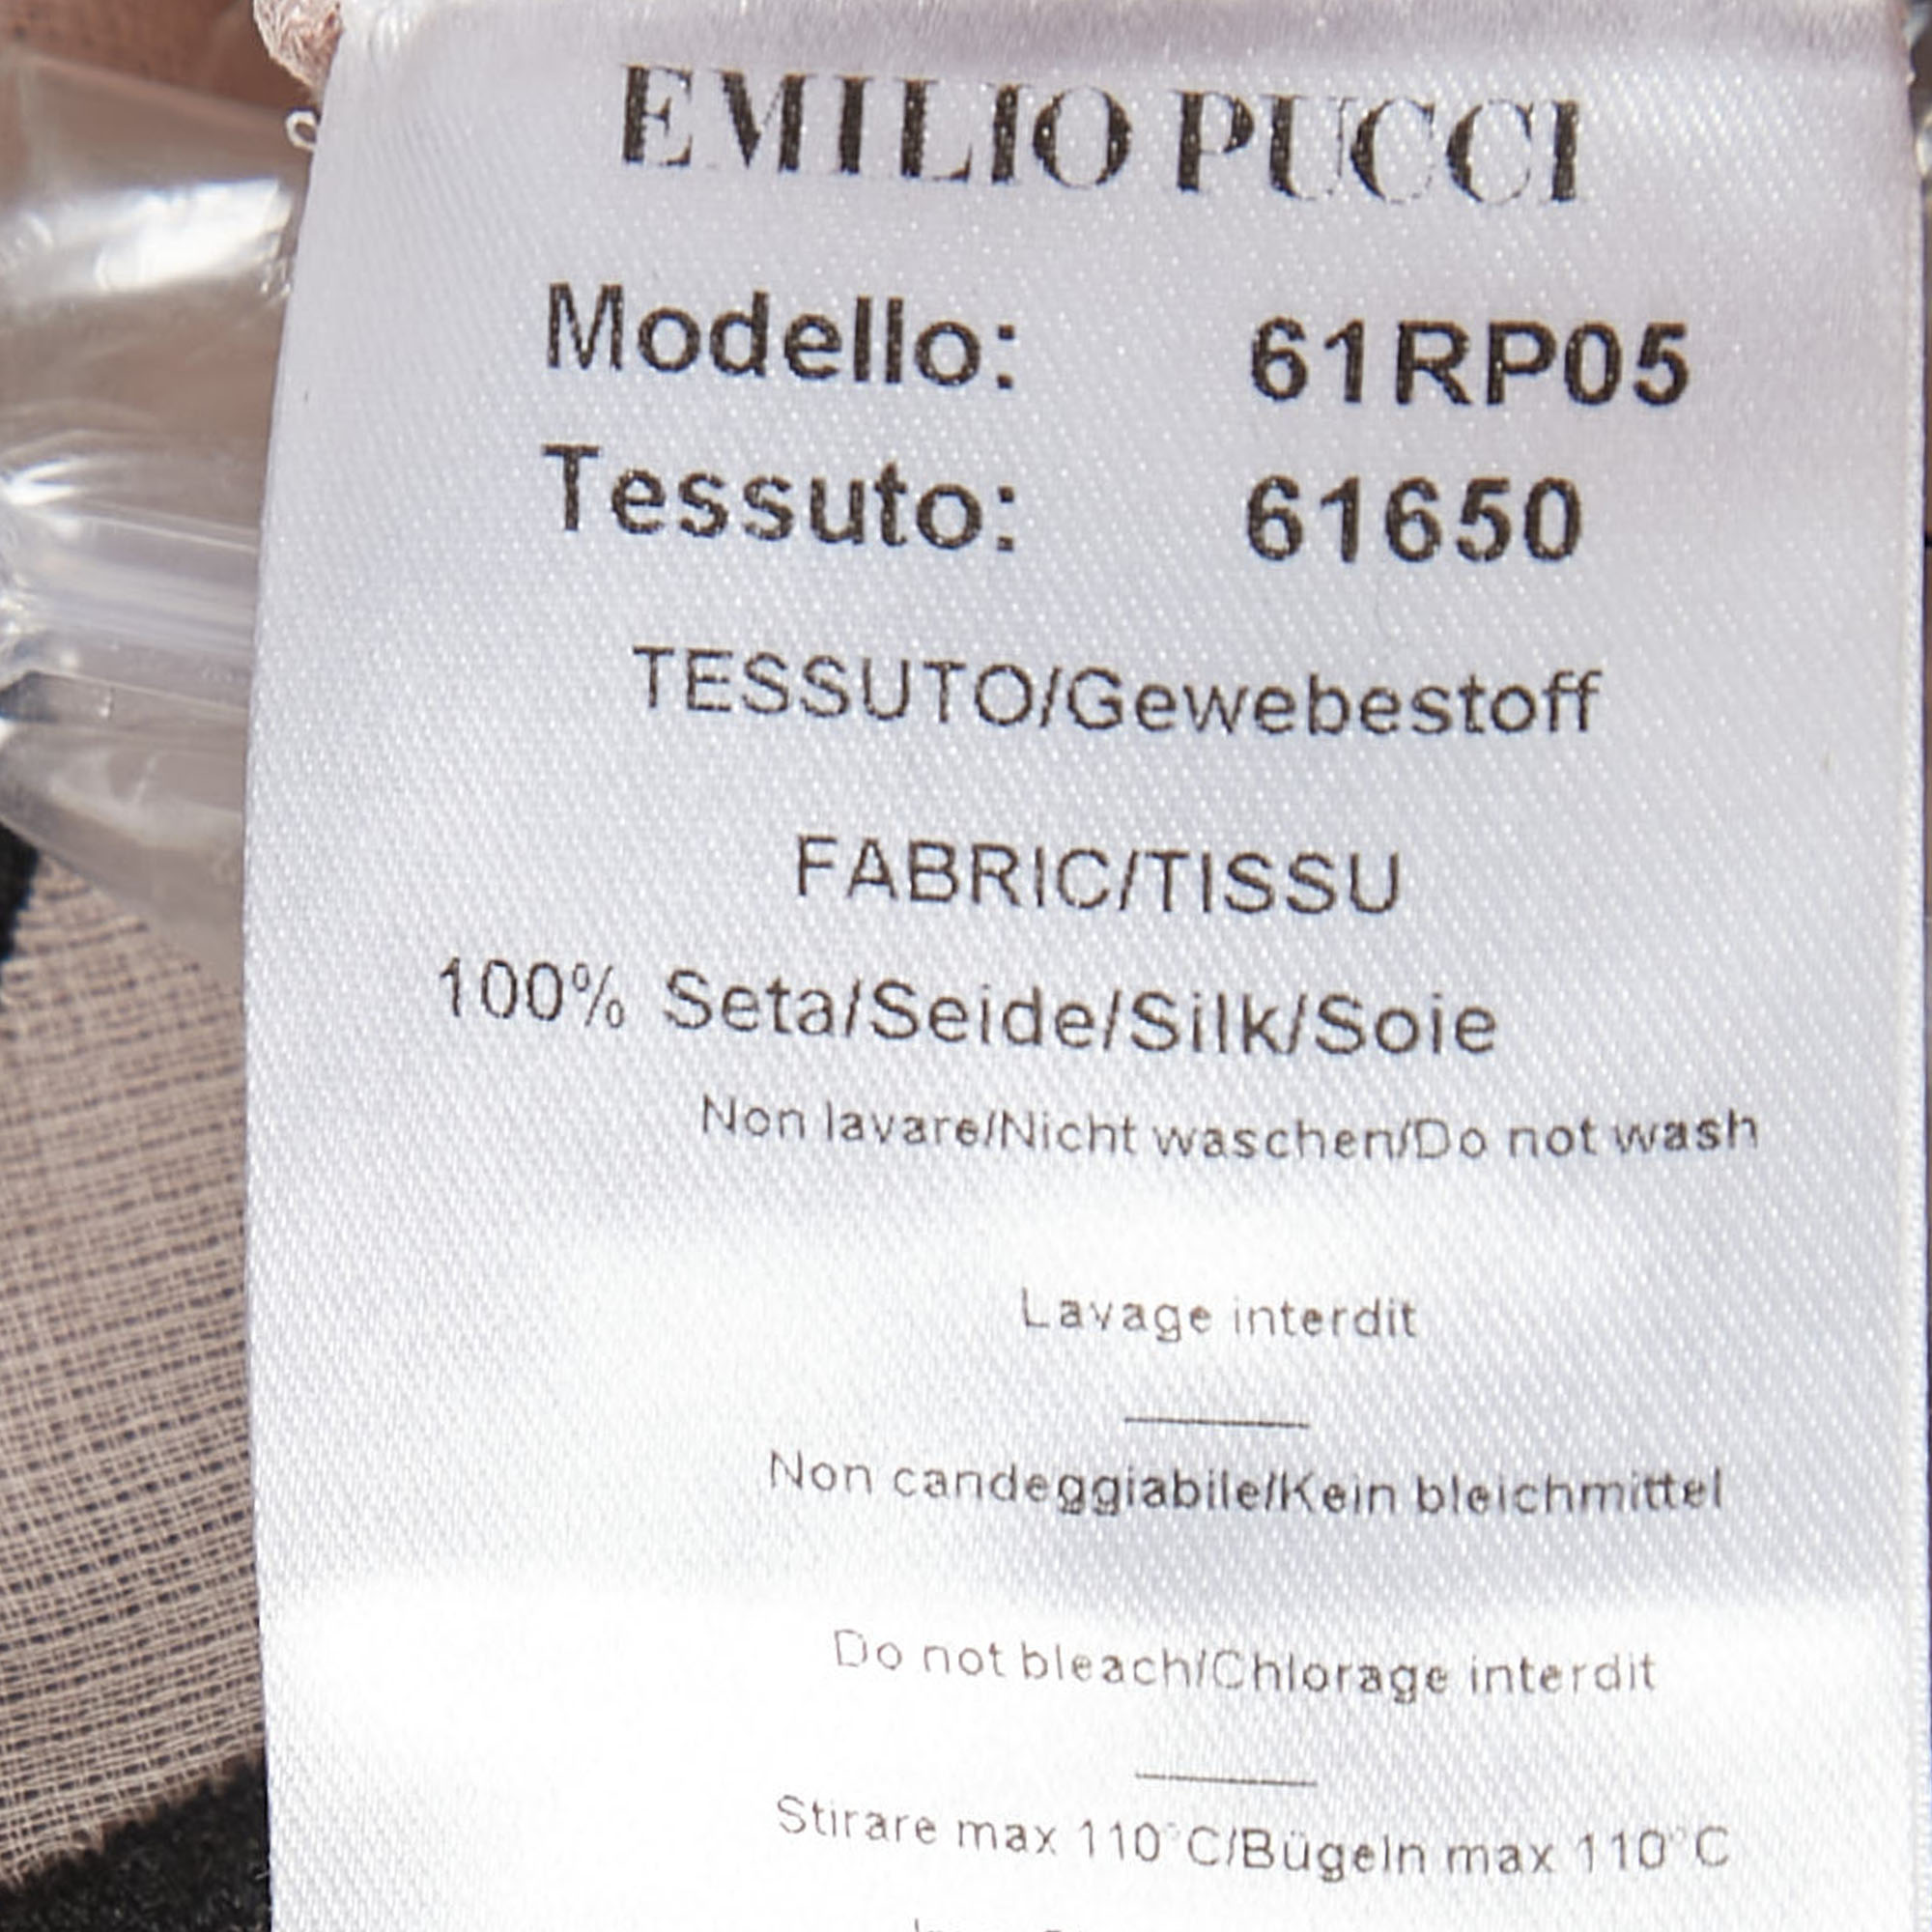 EMILIO PUCCI
Modello: 61RP05
Tessuto: 61650
TESSUTO/Gewebestoff
FABRIC/TISSU
100% Seta/Seide/Silk/Soie
Non lavare/Nicht waschen/Do not wash
Lavage interdit
Non candeggiabile/Kein bleichmittel
Do not bleach/Chlorage interdit
Stirare max 110°C/Bügeln max 110°C